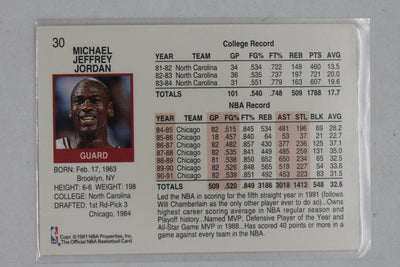 30
MICHAEL
JEFFREY
JORDAN
GUARD
BORN: Feb. 17, 1963
Brooklyn, NY
HEIGHT: 6-6 WEIGHT: 198
COLLEGE: North Carolina
DRAFTED: 1st Rd-Pick 3
Chicago, 1984
Copr. ©1991 NBA Properties, Inc.
The Official NBA Basketball Card
College Record
YEAR TEAM GP FG% FT% REB PTS AVG
81-82 North Carolina 34 .534 .722 149 460 13.5
82-83 North Carolina 36 .535 .737 197 721 20.0
83-84 North Carolina 31 .551 .779 163 607 19.6
TOTALS 101 .540 .748 509 1788 17.7
NBA Record
YEAR TEAM GP FG% FT% REB AST STL BLK AVG
84-85 Chicago 82 .515 .845 534 481 196 69 28.2
85-86 Chicago 18 .457 .840 64 53 37 21 22.7
86-87 Chicago 82 .482 .857 430 377 236 125 37.1
87-88 Chicago 82 .535 .841 449 485 259 131 35.0
88-89 Chicago 81 .538 .850 652 650 234 65 32.5
89-90 Chicago 82 .526 .848 565 519 227 54 33.6
90-91 Chicago 82 .539 .851 492 453 223 83 31.5
TOTALS 509 .520 .849 3186 3018 1412 548 32.6
Led the NBA in scoring for the fifth straight year in 1991 (follows
Wilt Chamberlain as the only other player ever to do so)...Owns
highest career scoring average in NBA regular season and
Playoff history...Named MVP, Defensive Player of the Year and
All-Star Game MVP in 1988...Has scored 40 points or more in a
game against every team in the NBA.